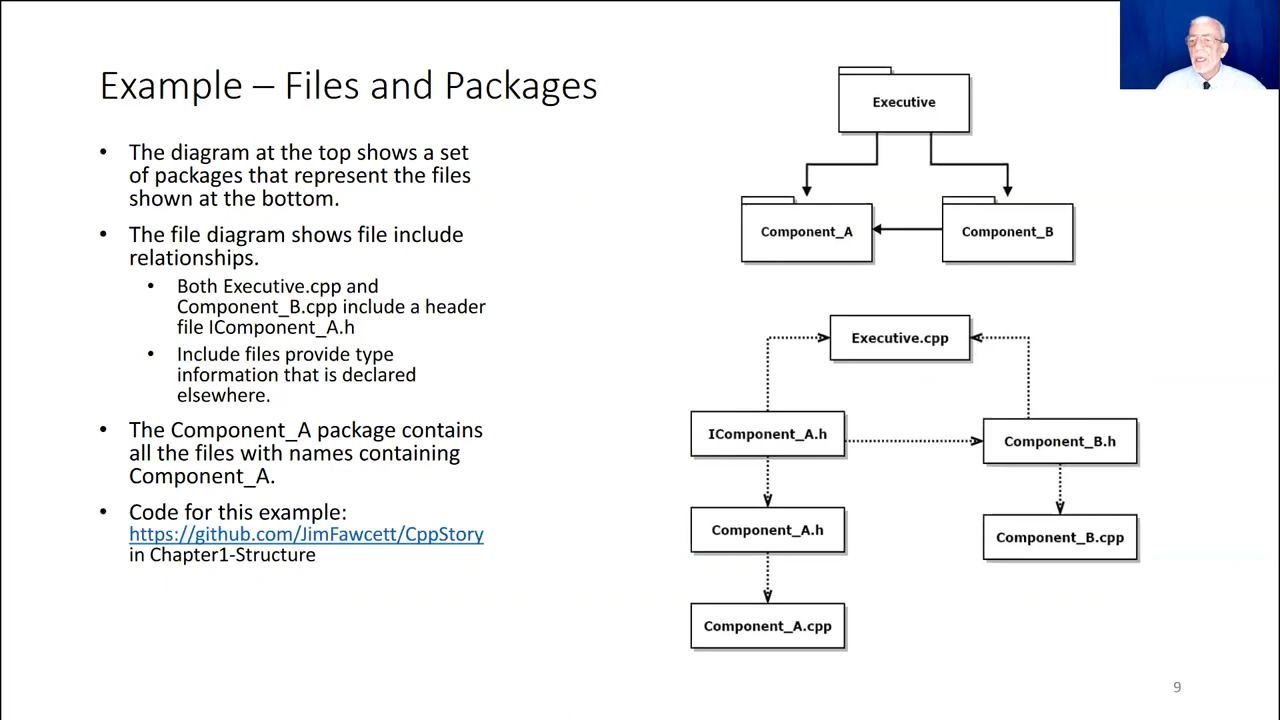 Example – Files and Packages
• The diagram at the top shows a set
of packages that represent the files
shown at the bottom.
• The file diagram shows file include
relationships.
• Both Executive.cpp and
Component_B.cpp include a header
file IComponent_A.h
• Include files provide type
information that is declared
elsewhere.
• The Component_A package contains
all the files with names containing
Component_A.
• Code for this example:
https://github.com/JimFawcett/CppStory
in Chapter1-Structure
Executive
Component_A
Component_B
Executive.cpp
IComponent_A.h
Component_B.h
Component_A.h
Component_B.cpp
Component_A.cpp
9